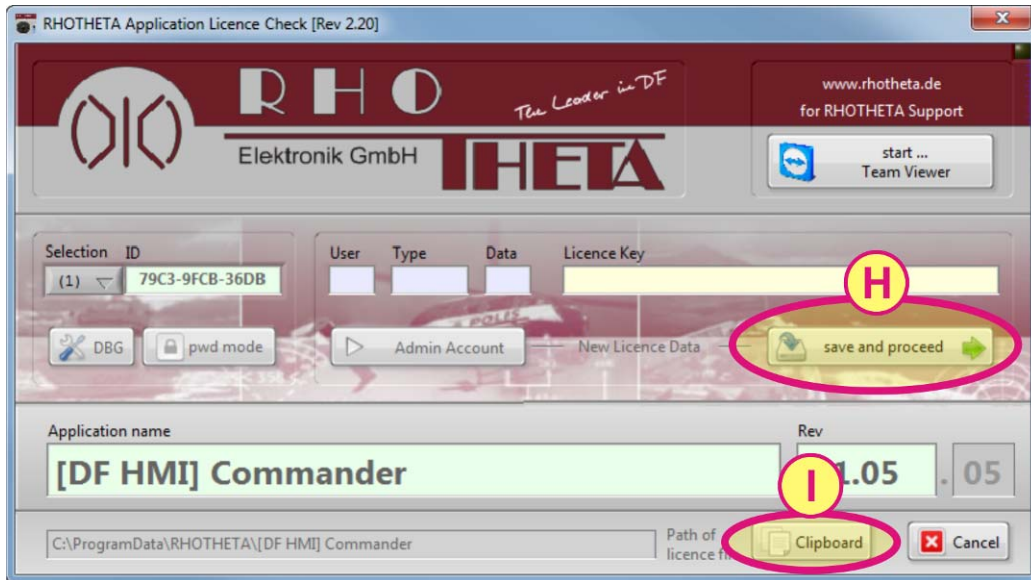 RHOTHETA Application Licence Check [Rev 2.20]
RHO
THETA
The Leader in DF
Elektronik GmbH
www.rhotheta.de
for RHOTHETA Support
start ...
Team Viewer
Selection ID
(1) 79C3-9FCB-36DB
User Type Data Licence Key
H
DBG pwd mode Admin Account New Licence Data save and proceed
POLIS
Application name Rev
[DF HMI] Commander 1.05 . 05
I
C:\ProgramData\RHOTHETA\[DF HMI] Commander
Path of
licence
Clipboard Cancel